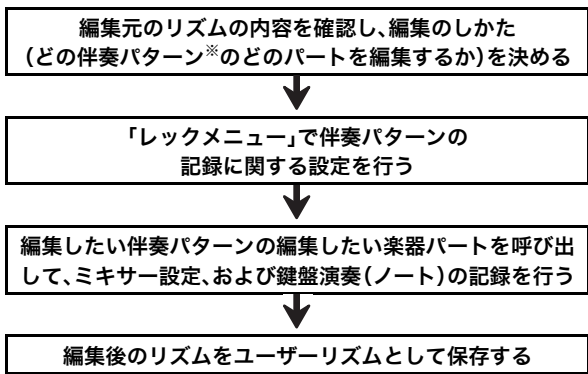 編集元のリズムの内容を確認し、編集のしかた
（どの伴奏パターン※のどのパートを編集するか）を決める
「レックメニュー」で伴奏パターンの
記録に関する設定を行う
編集したい伴奏パターンの編集したい楽器パートを呼び出
して、ミキサー設定、および鍵盤演奏（ノート）の記録を行う
編集後のリズムをユーザーリズムとして保存する